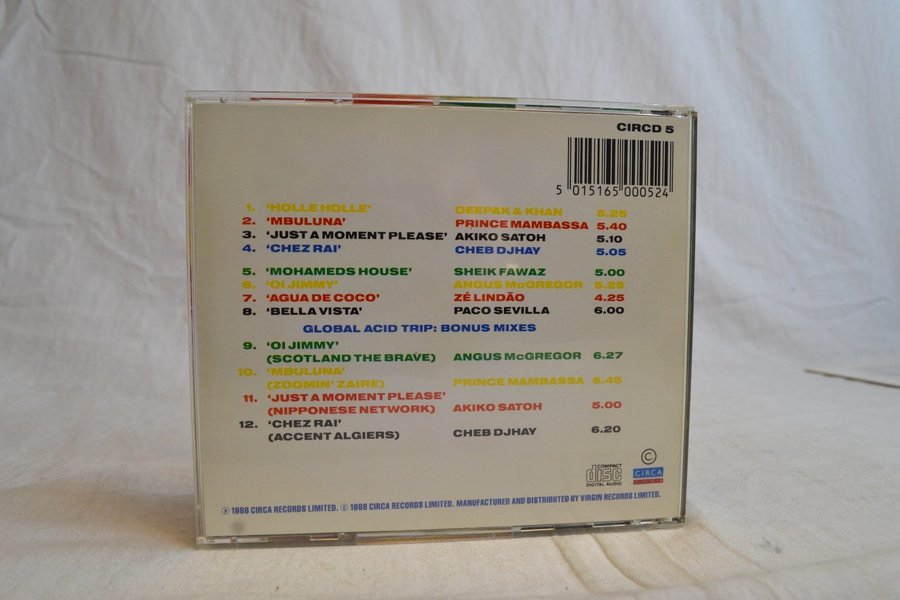 CIRCD 5
5 015165 000524
1. 'HOLLE HOLLE' DEEPAK & KHAN 5.25
2. 'MBULUNA' PRINCE MAMBASSA 5.40
3. 'JUST A MOMENT PLEASE' AKIKO SATOH 5.10
4. 'CHEZ RAI' CHEB DJHAY 5.05
5. 'MOHAMEDS HOUSE' SHEIK FAWAZ 5.00
6. 'OI JIMMY' ANGUS McGREGOR 5.25
7. 'AGUA DE COCO' ZÉ LINDÃO 4.25
8. 'BELLA VISTA' PACO SEVILLA 6.00
GLOBAL ACID TRIP: BONUS MIXES
9. 'OI JIMMY'
(SCOTLAND THE BRAVE) ANGUS McGREGOR 6.27
10. 'MBULUNA'
(ZOOMIN' ZAIRE) PRINCE MAMBASSA 6.45
11. 'JUST A MOMENT PLEASE'
(NIPPONESE NETWORK) AKIKO SATOH 5.00
12. 'CHEZ RAI'
(ACCENT ALGIERS) CHEB DJHAY 6.20
COMPACT
disc
DIGITAL AUDIO
C
CIRCA
℗ 1988 CIRCA RECORDS LIMITED. © 1988 CIRCA RECORDS LIMITED. MANUFACTURED AND DISTRIBUTED BY VIRGIN RECORDS LIMITED.